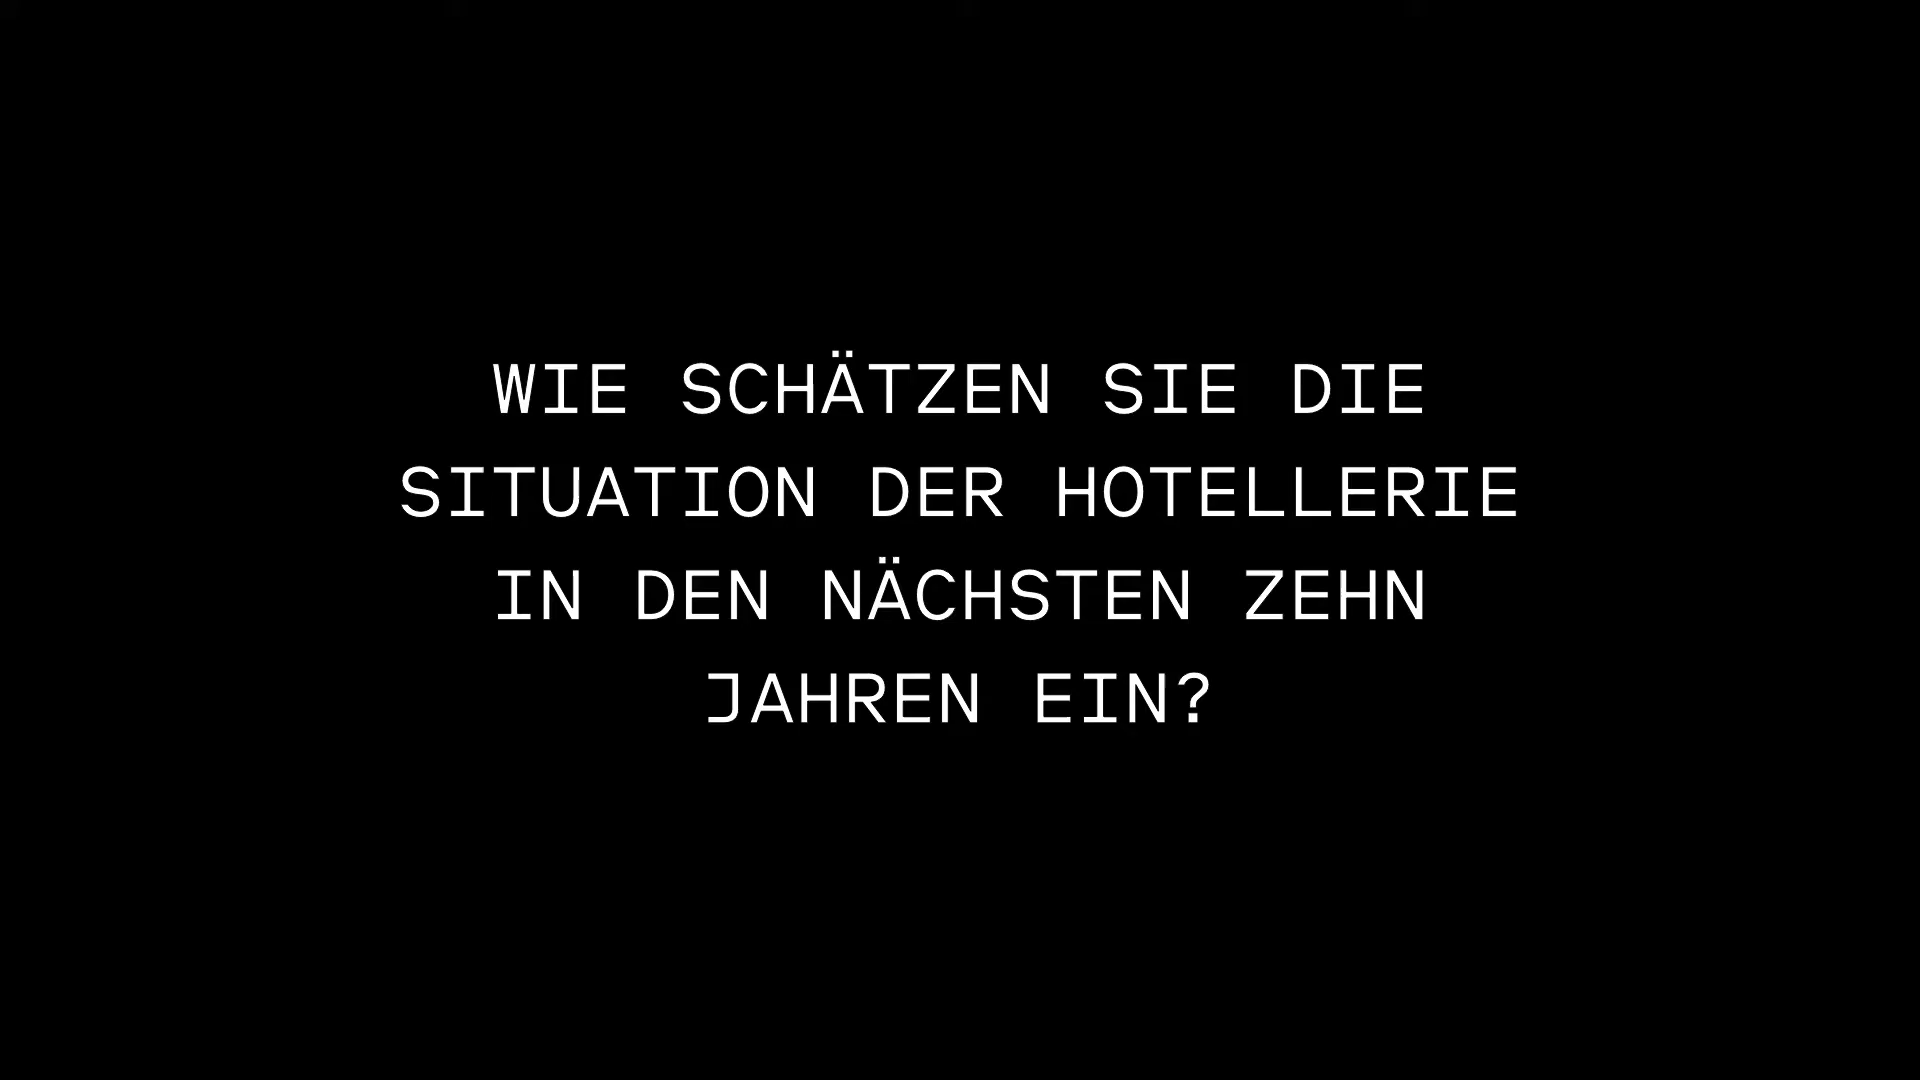 WIE SCHÄTZEN SIE DIE
SITUATION DER HOTELLERIE
IN DEN NÄCHSTEN ZEHN
JAHREN EIN?